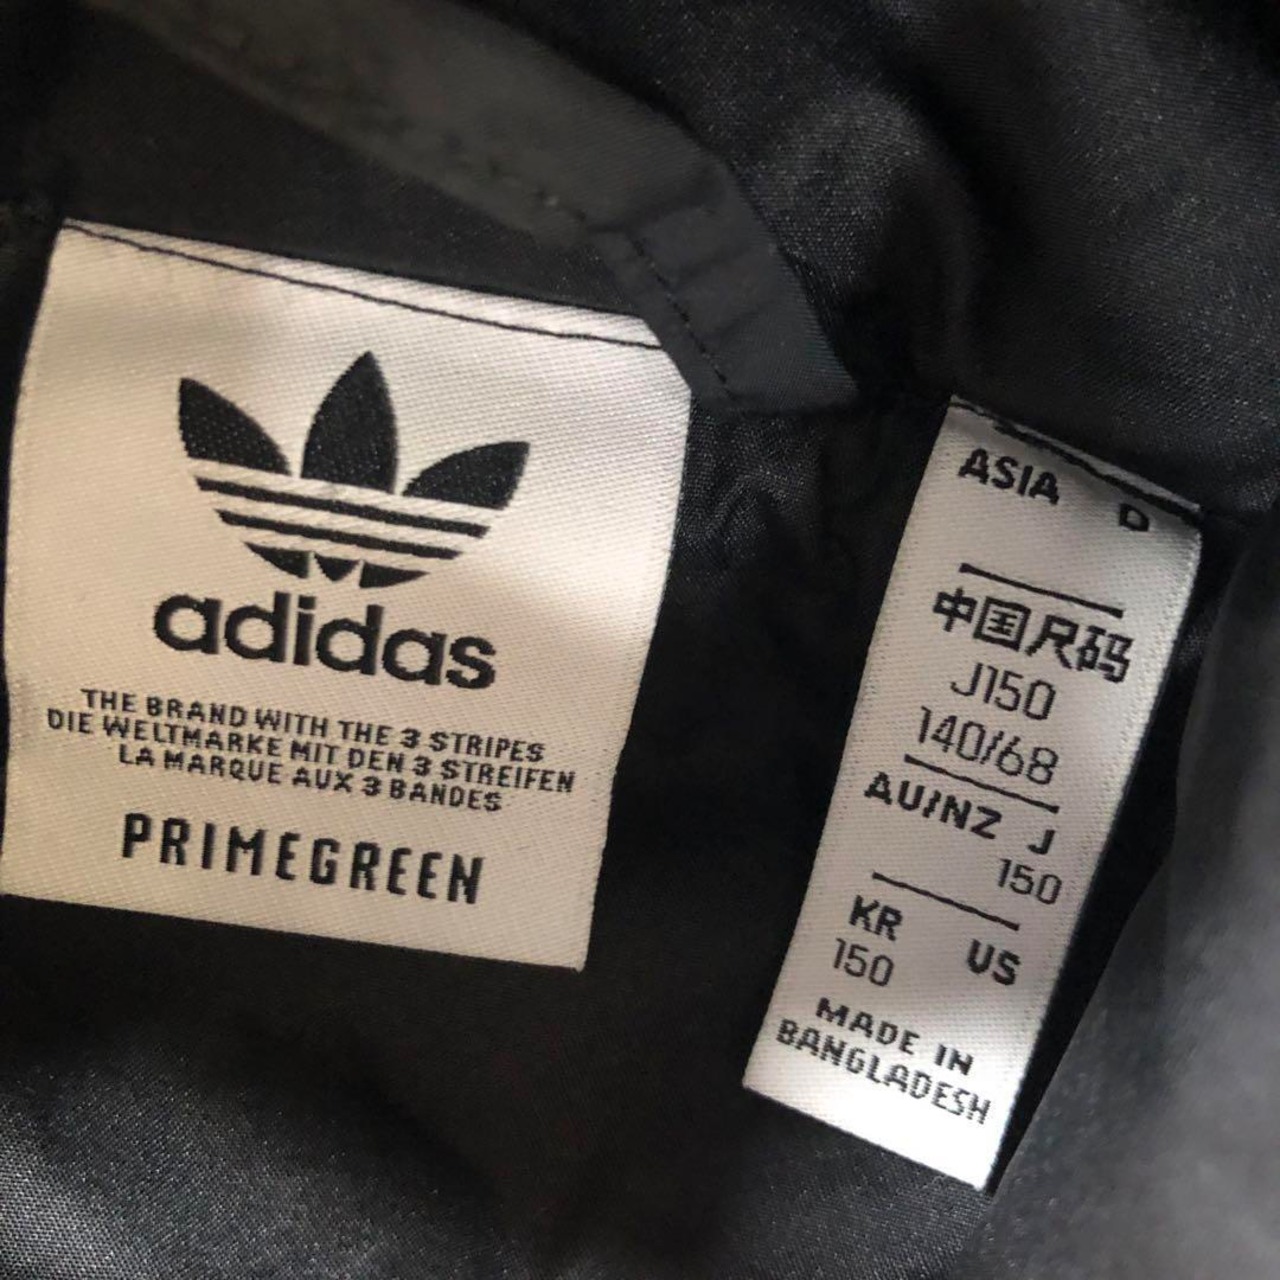 adidas
THE BRAND WITH THE 3 STRIPES
DIE WELTMARKE MIT DEN 3 STREIFEN
LA MARQUE AUX 3 BANDES
PRIMEGREEN
ASIA D
中国尺码
J150
140/68
AU/NZ J
150
KR US
150
MADE IN
BANGLADESH